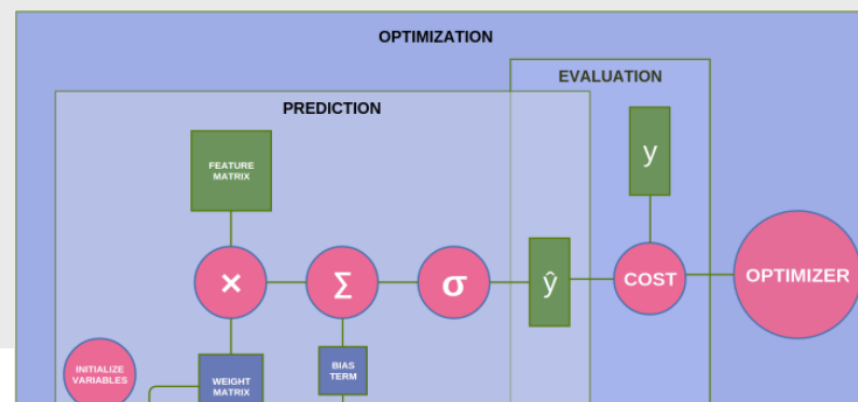 OPTIMIZATION
EVALUATION
PREDICTION
FEATURE
MATRIX
y
×
Σ
σ
ŷ
COST
OPTIMIZER
INITIALIZE
VARIABLES
WEIGHT
MATRIX
BIAS
TERM